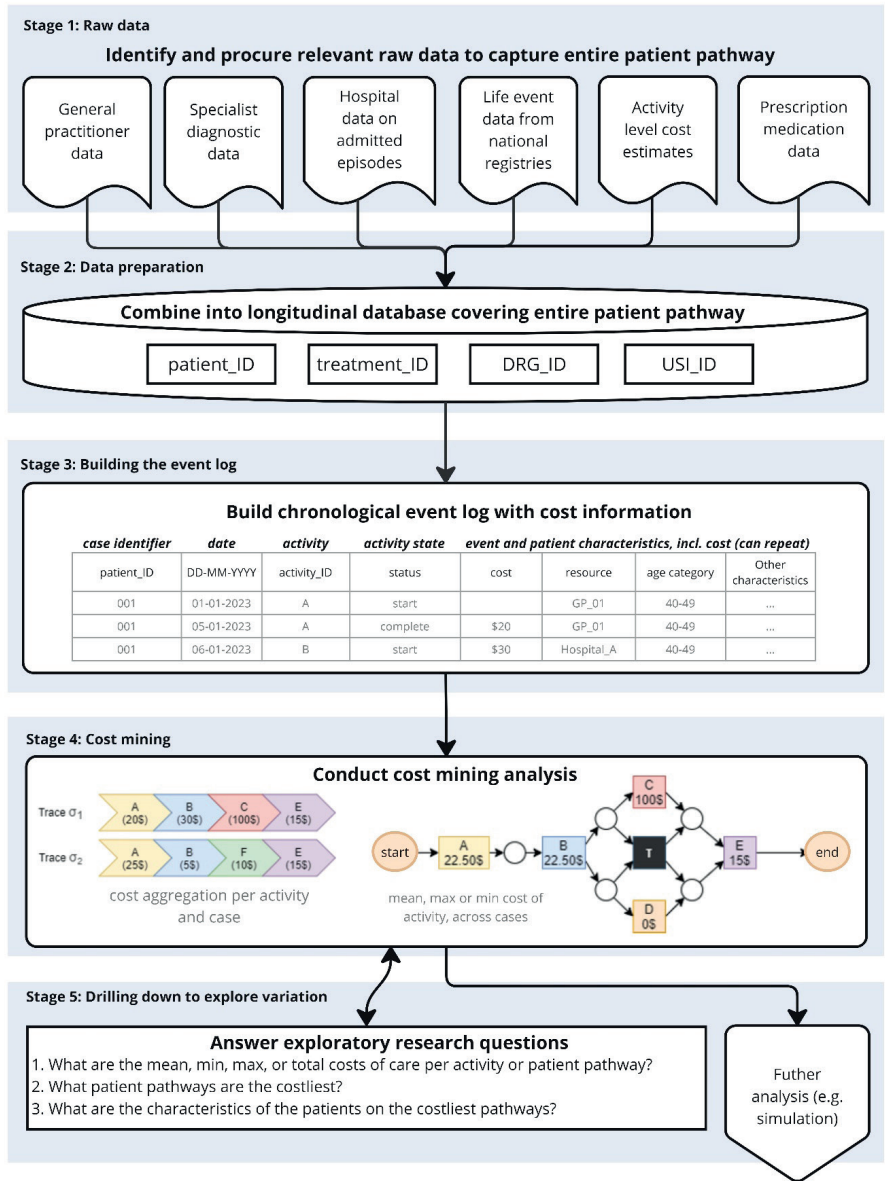 Stage 1: Raw data
Identify and procure relevant raw data to capture entire patient pathway
General
practitioner
data
Specialist
diagnostic
data
Hospital
data on
admitted
episodes
Life event
data from
national
registries
Activity
level cost
estimates
Prescription
medication
data
Stage 2: Data preparation
Combine into longitudinal database covering entire patient pathway
patient_ID
treatment_ID
DRG_ID
USI_ID
Stage 3: Building the event log
Build chronological event log with cost information
case identifier date activity activity state event and patient characteristics, incl. cost (can repeat)
patient_ID DD-MM-YYYY activity_ID status cost resource age category Other
characteristics
001 01-01-2023 A start GP_01 40-49 ...
001 05-01-2023 A complete $20 GP_01 40-49 ...
001 06-01-2023 B start $30 Hospital_A 40-49 ...
Stage 4: Cost mining
Conduct cost mining analysis
Trace σ1
A
(20$)
B
(30$)
C
(100$)
E
(15$)
Trace σ2
A
(25$)
B
(5$)
F
(10$)
E
(15$)
cost aggregation per activity
and case
start
A
22.50$
B
22.50$
C
100$
T
D
0$
E
15$
end
mean, max or min cost of
activity, across cases
Stage 5: Drilling down to explore variation
Answer exploratory research questions
1. What are the mean, min, max, or total costs of care per activity or patient pathway?
2. What patient pathways are the costliest?
3. What are the characteristics of the patients on the costliest pathways?
Futher
analysis (e.g.
simulation)